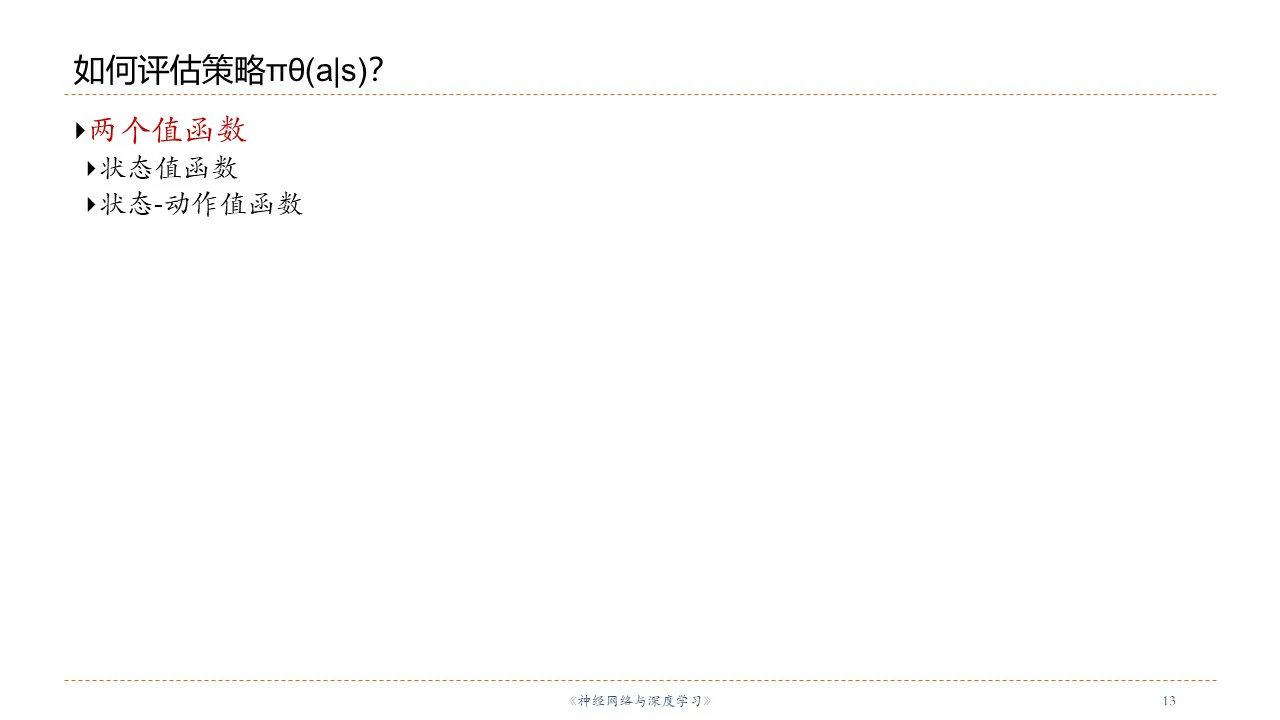 如何评估策略πθ(a|s)?
两个值函数
状态值函数
状态-动作值函数
《神经网络与深度学习》
13